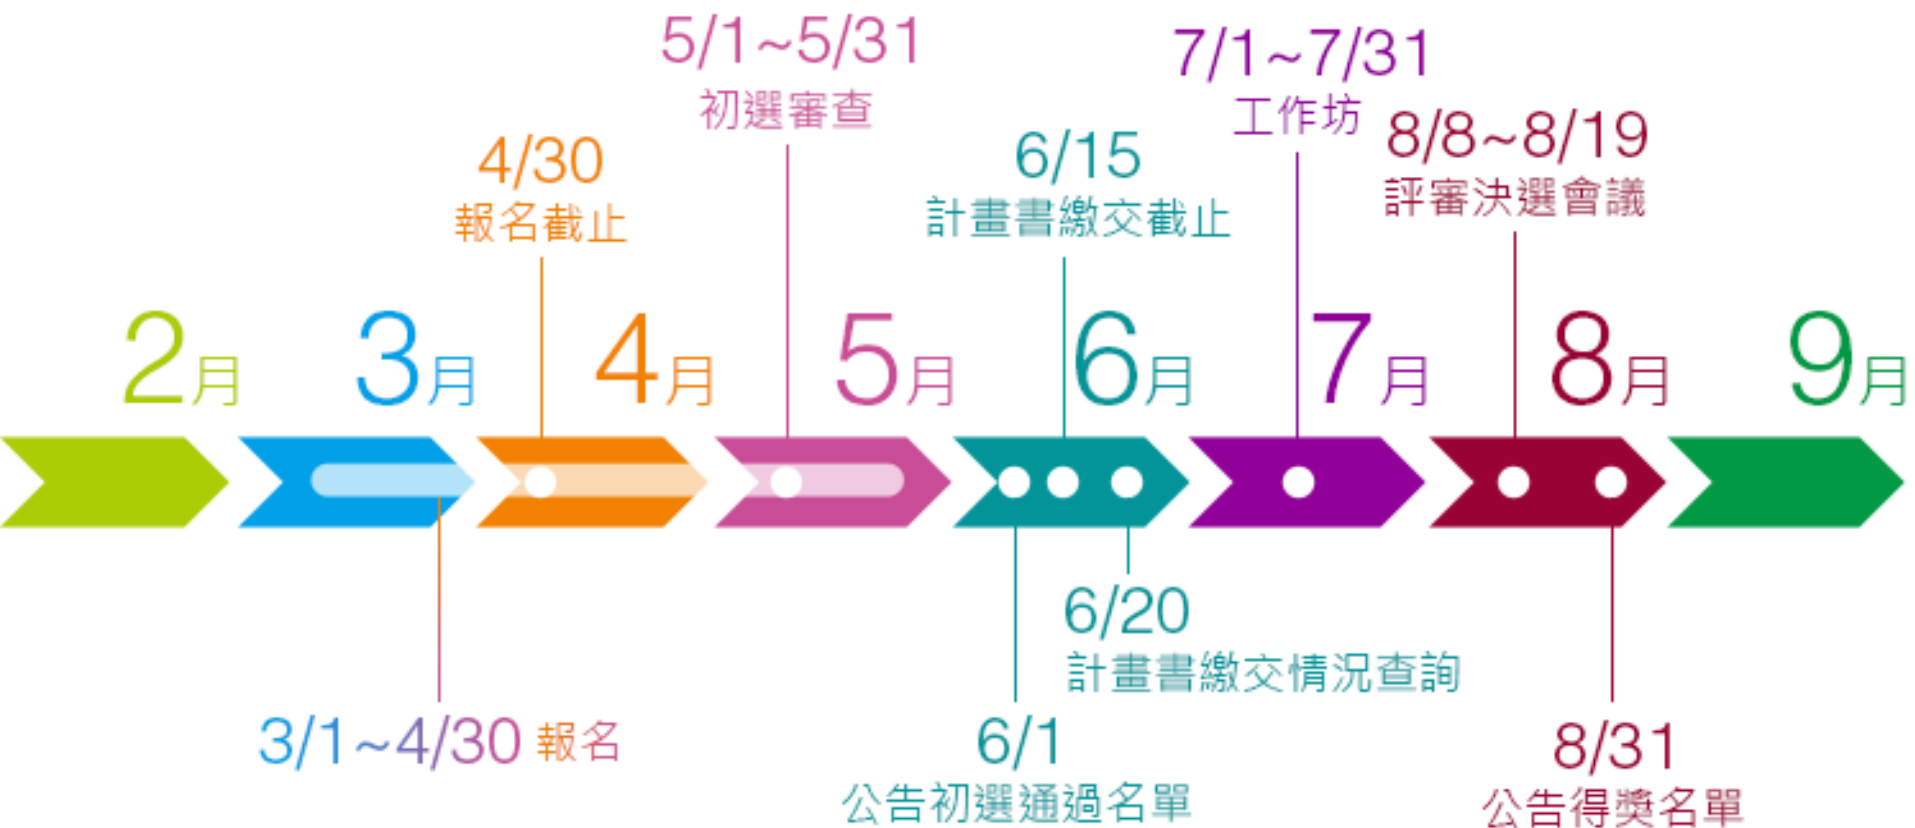 5/1~5/31
初選審查
7/1~7/31
工作坊
4/30
報名截止
6/15
計畫書繳交截止
8/8~8/19
評審決選會議
2月
3月
4月
5月
6月
7月
8月
9月
6/20
計畫書繳交情況查詢
3/1~4/30 報名
6/1
公告初選通過名單
8/31
公告得獎名單